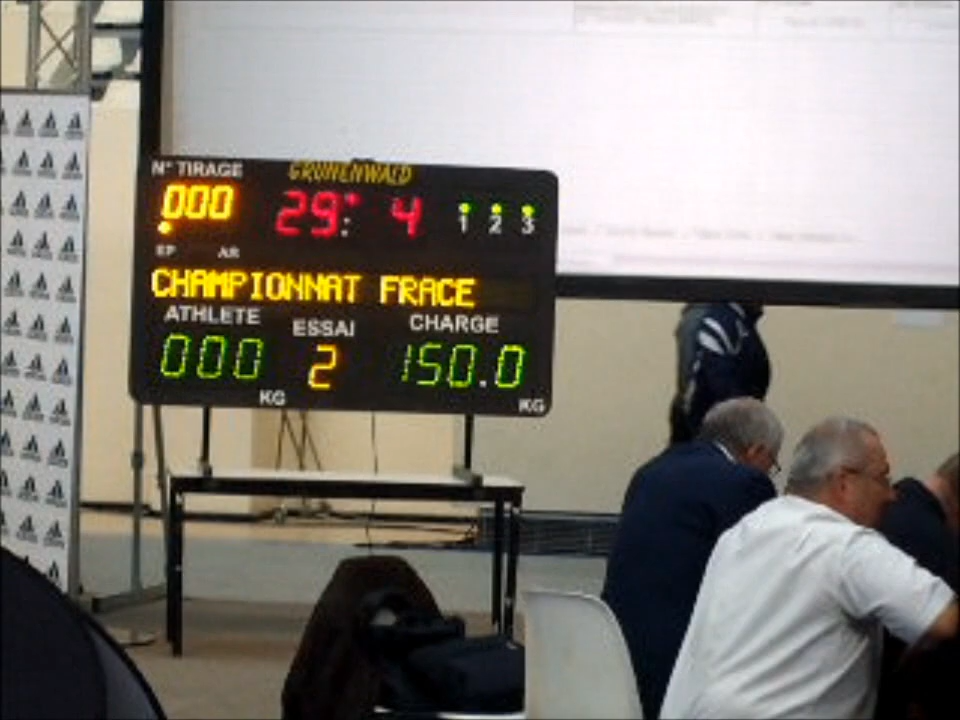 N° TIRAGE GRUNENWALD
000 29: 4 1 2 3
EP AR
CHAMPIONNAT FRACE
ATHLETE ESSAI CHARGE
000 2 150.0
KG KG